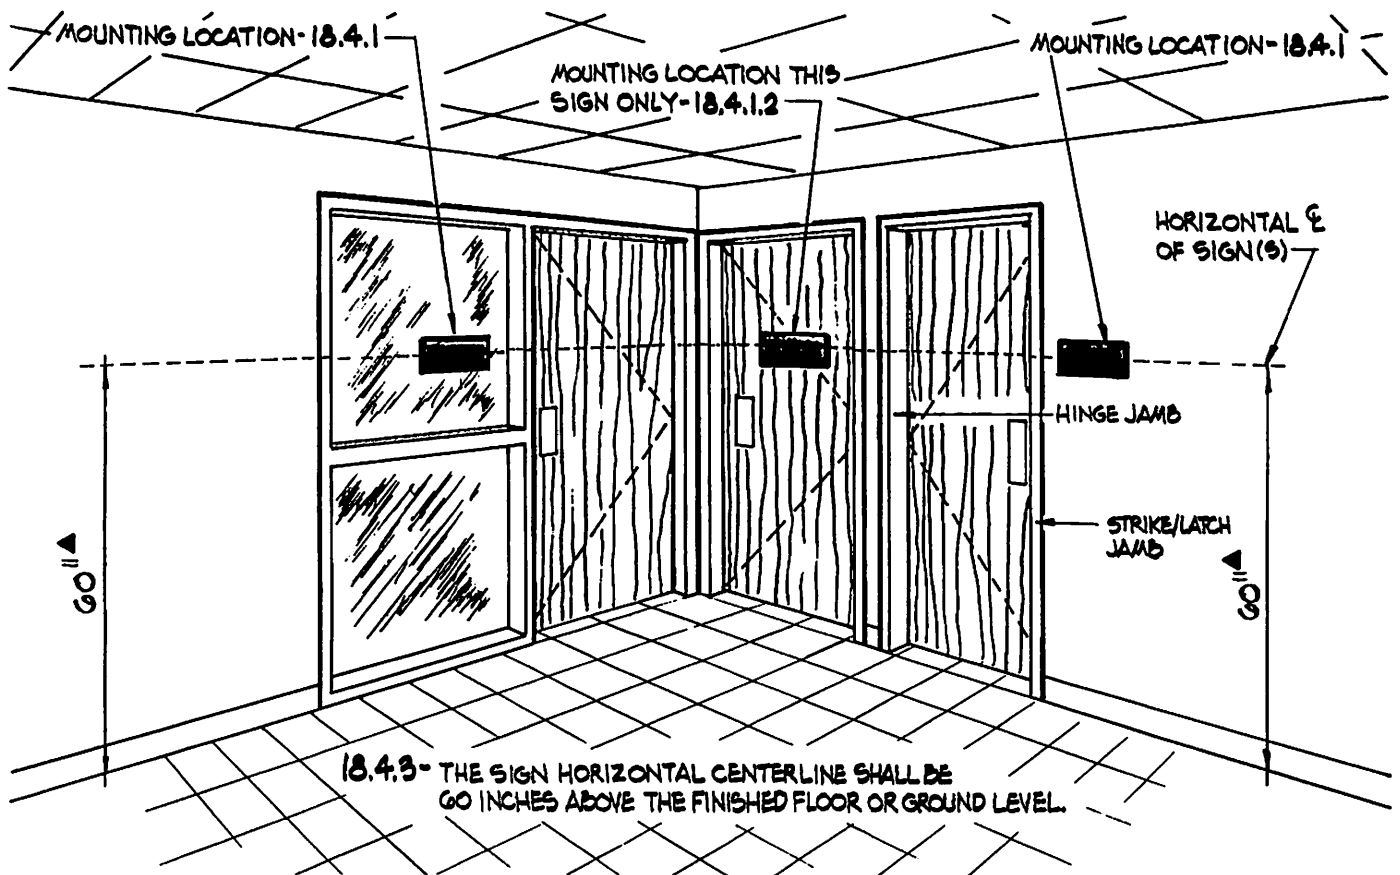 MOUNTING LOCATION-18.4.1
MOUNTING LOCATION-18.4.1
MOUNTING LOCATION THIS
SIGN ONLY-18.4.1.2
HORIZONTAL ℄
OF SIGN(S)
HINGE JAMB
STRIKE/LATCH
JAMB
60"▲
60"▲
18.4.3- THE SIGN HORIZONTAL CENTERLINE SHALL BE
60 INCHES ABOVE THE FINISHED FLOOR OR GROUND LEVEL.